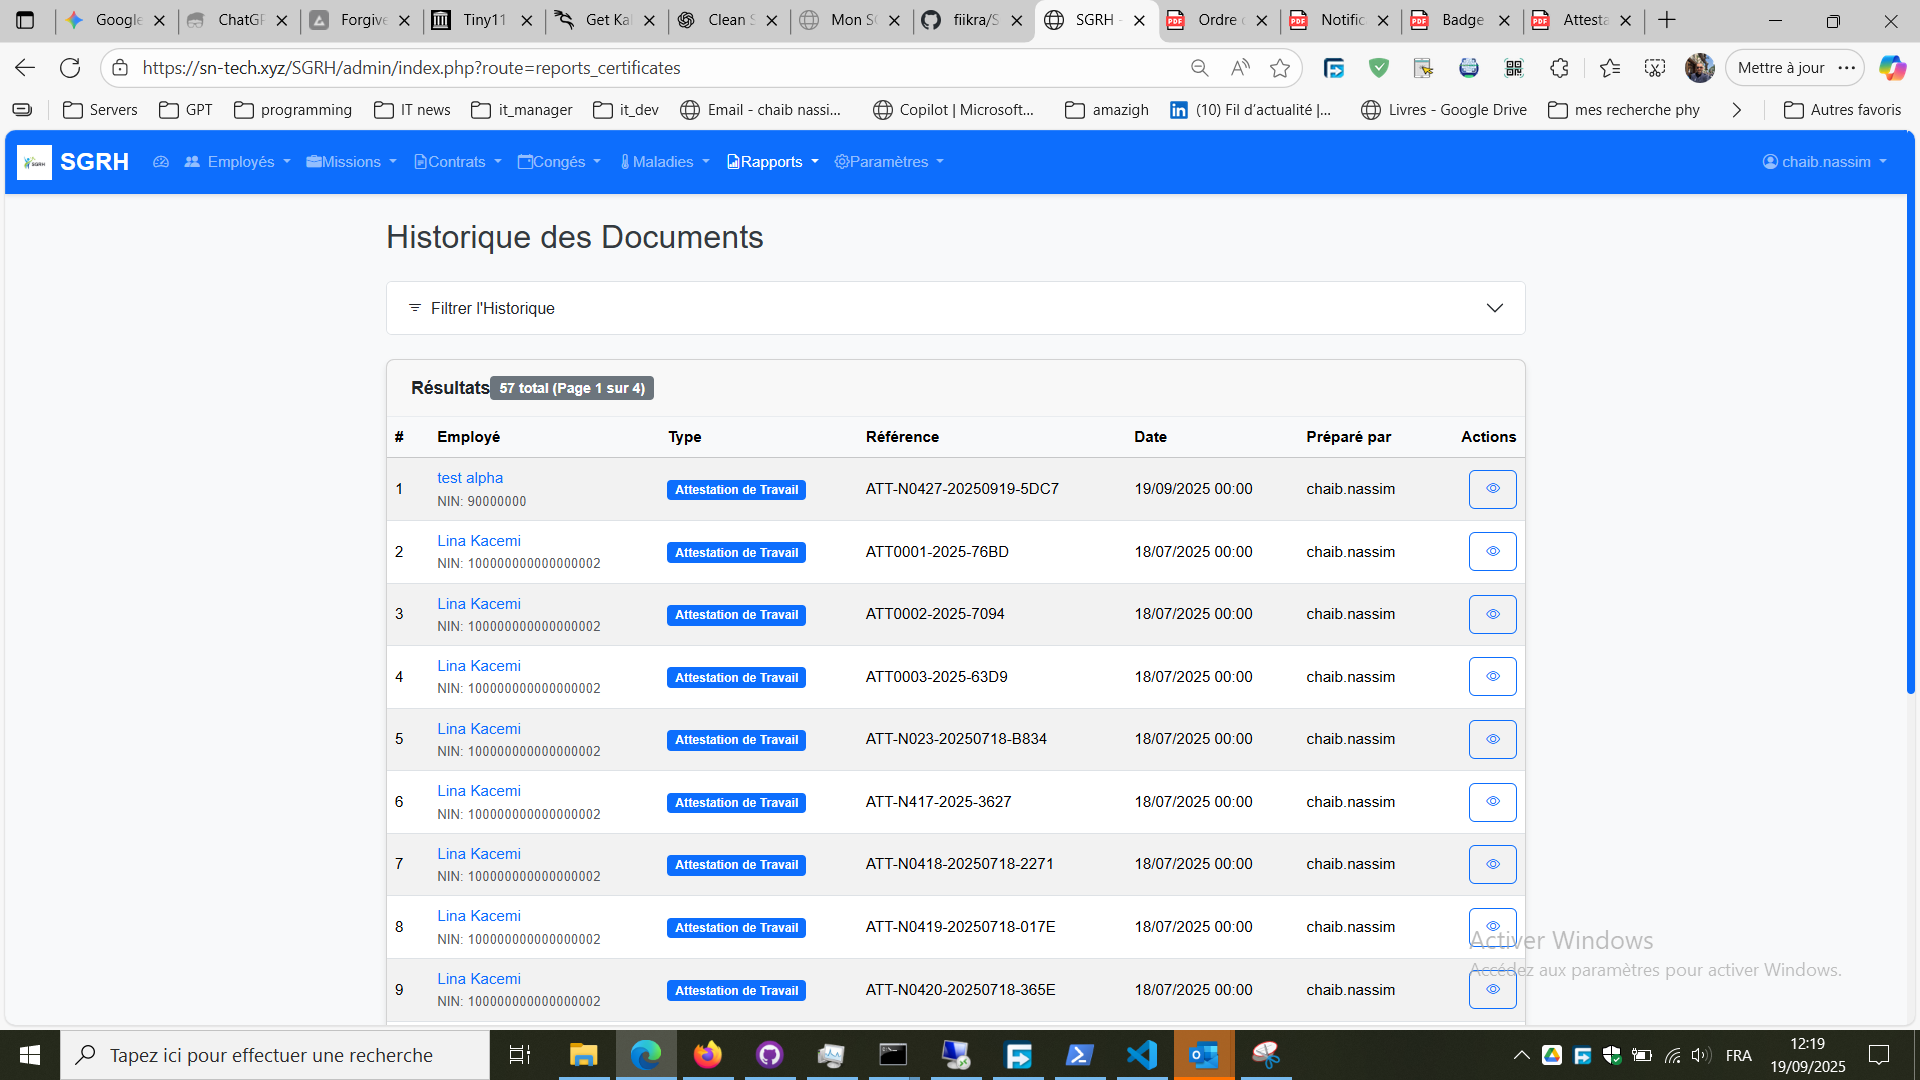 Google
ChatGP
Forgive
Tiny11
Get Ka
Clean S
Mon S
fiikra/S
SGRH -
Ordre
Notific
Badge
Attesta
https://sn-tech.xyz/SGRH/admin/index.php?route=reports_certificates
Mettre à jour
Servers
GPT
programming
IT news
it_manager
it_dev
Email - chaib nassi...
Copilot | Microsoft...
amazigh
(10) Fil d'actualité |...
Livres - Google Drive
mes recherche phy
Autres favoris
SGRH
Employés
Missions
Contrats
Congés
Maladies
Rapports
Paramètres
chaib.nassim
Historique des Documents
Filtrer l'Historique
Résultats 57 total (Page 1 sur 4)
# Employé Type Référence Date Préparé par Actions
1 test alpha Attestation de Travail ATT-N0427-20250919-5DC7 19/09/2025 00:00 chaib.nassim
NIN: 90000000
2 Lina Kacemi Attestation de Travail ATT0001-2025-76BD 18/07/2025 00:00 chaib.nassim
NIN: 100000000000000002
3 Lina Kacemi Attestation de Travail ATT0002-2025-7094 18/07/2025 00:00 chaib.nassim
NIN: 100000000000000002
4 Lina Kacemi Attestation de Travail ATT0003-2025-63D9 18/07/2025 00:00 chaib.nassim
NIN: 100000000000000002
5 Lina Kacemi Attestation de Travail ATT-N023-20250718-B834 18/07/2025 00:00 chaib.nassim
NIN: 100000000000000002
6 Lina Kacemi Attestation de Travail ATT-N417-2025-3627 18/07/2025 00:00 chaib.nassim
NIN: 100000000000000002
7 Lina Kacemi Attestation de Travail ATT-N0418-20250718-2271 18/07/2025 00:00 chaib.nassim
NIN: 100000000000000002
8 Lina Kacemi Attestation de Travail ATT-N0419-20250718-017E 18/07/2025 00:00 chaib.nassim
NIN: 100000000000000002
9 Lina Kacemi Attestation de Travail ATT-N0420-20250718-365E 18/07/2025 00:00 chaib.nassim
NIN: 100000000000000002
Activer Windows
Accédez aux paramètres pour activer Windows.
Tapez ici pour effectuer une recherche
FRA
12:19
19/09/2025